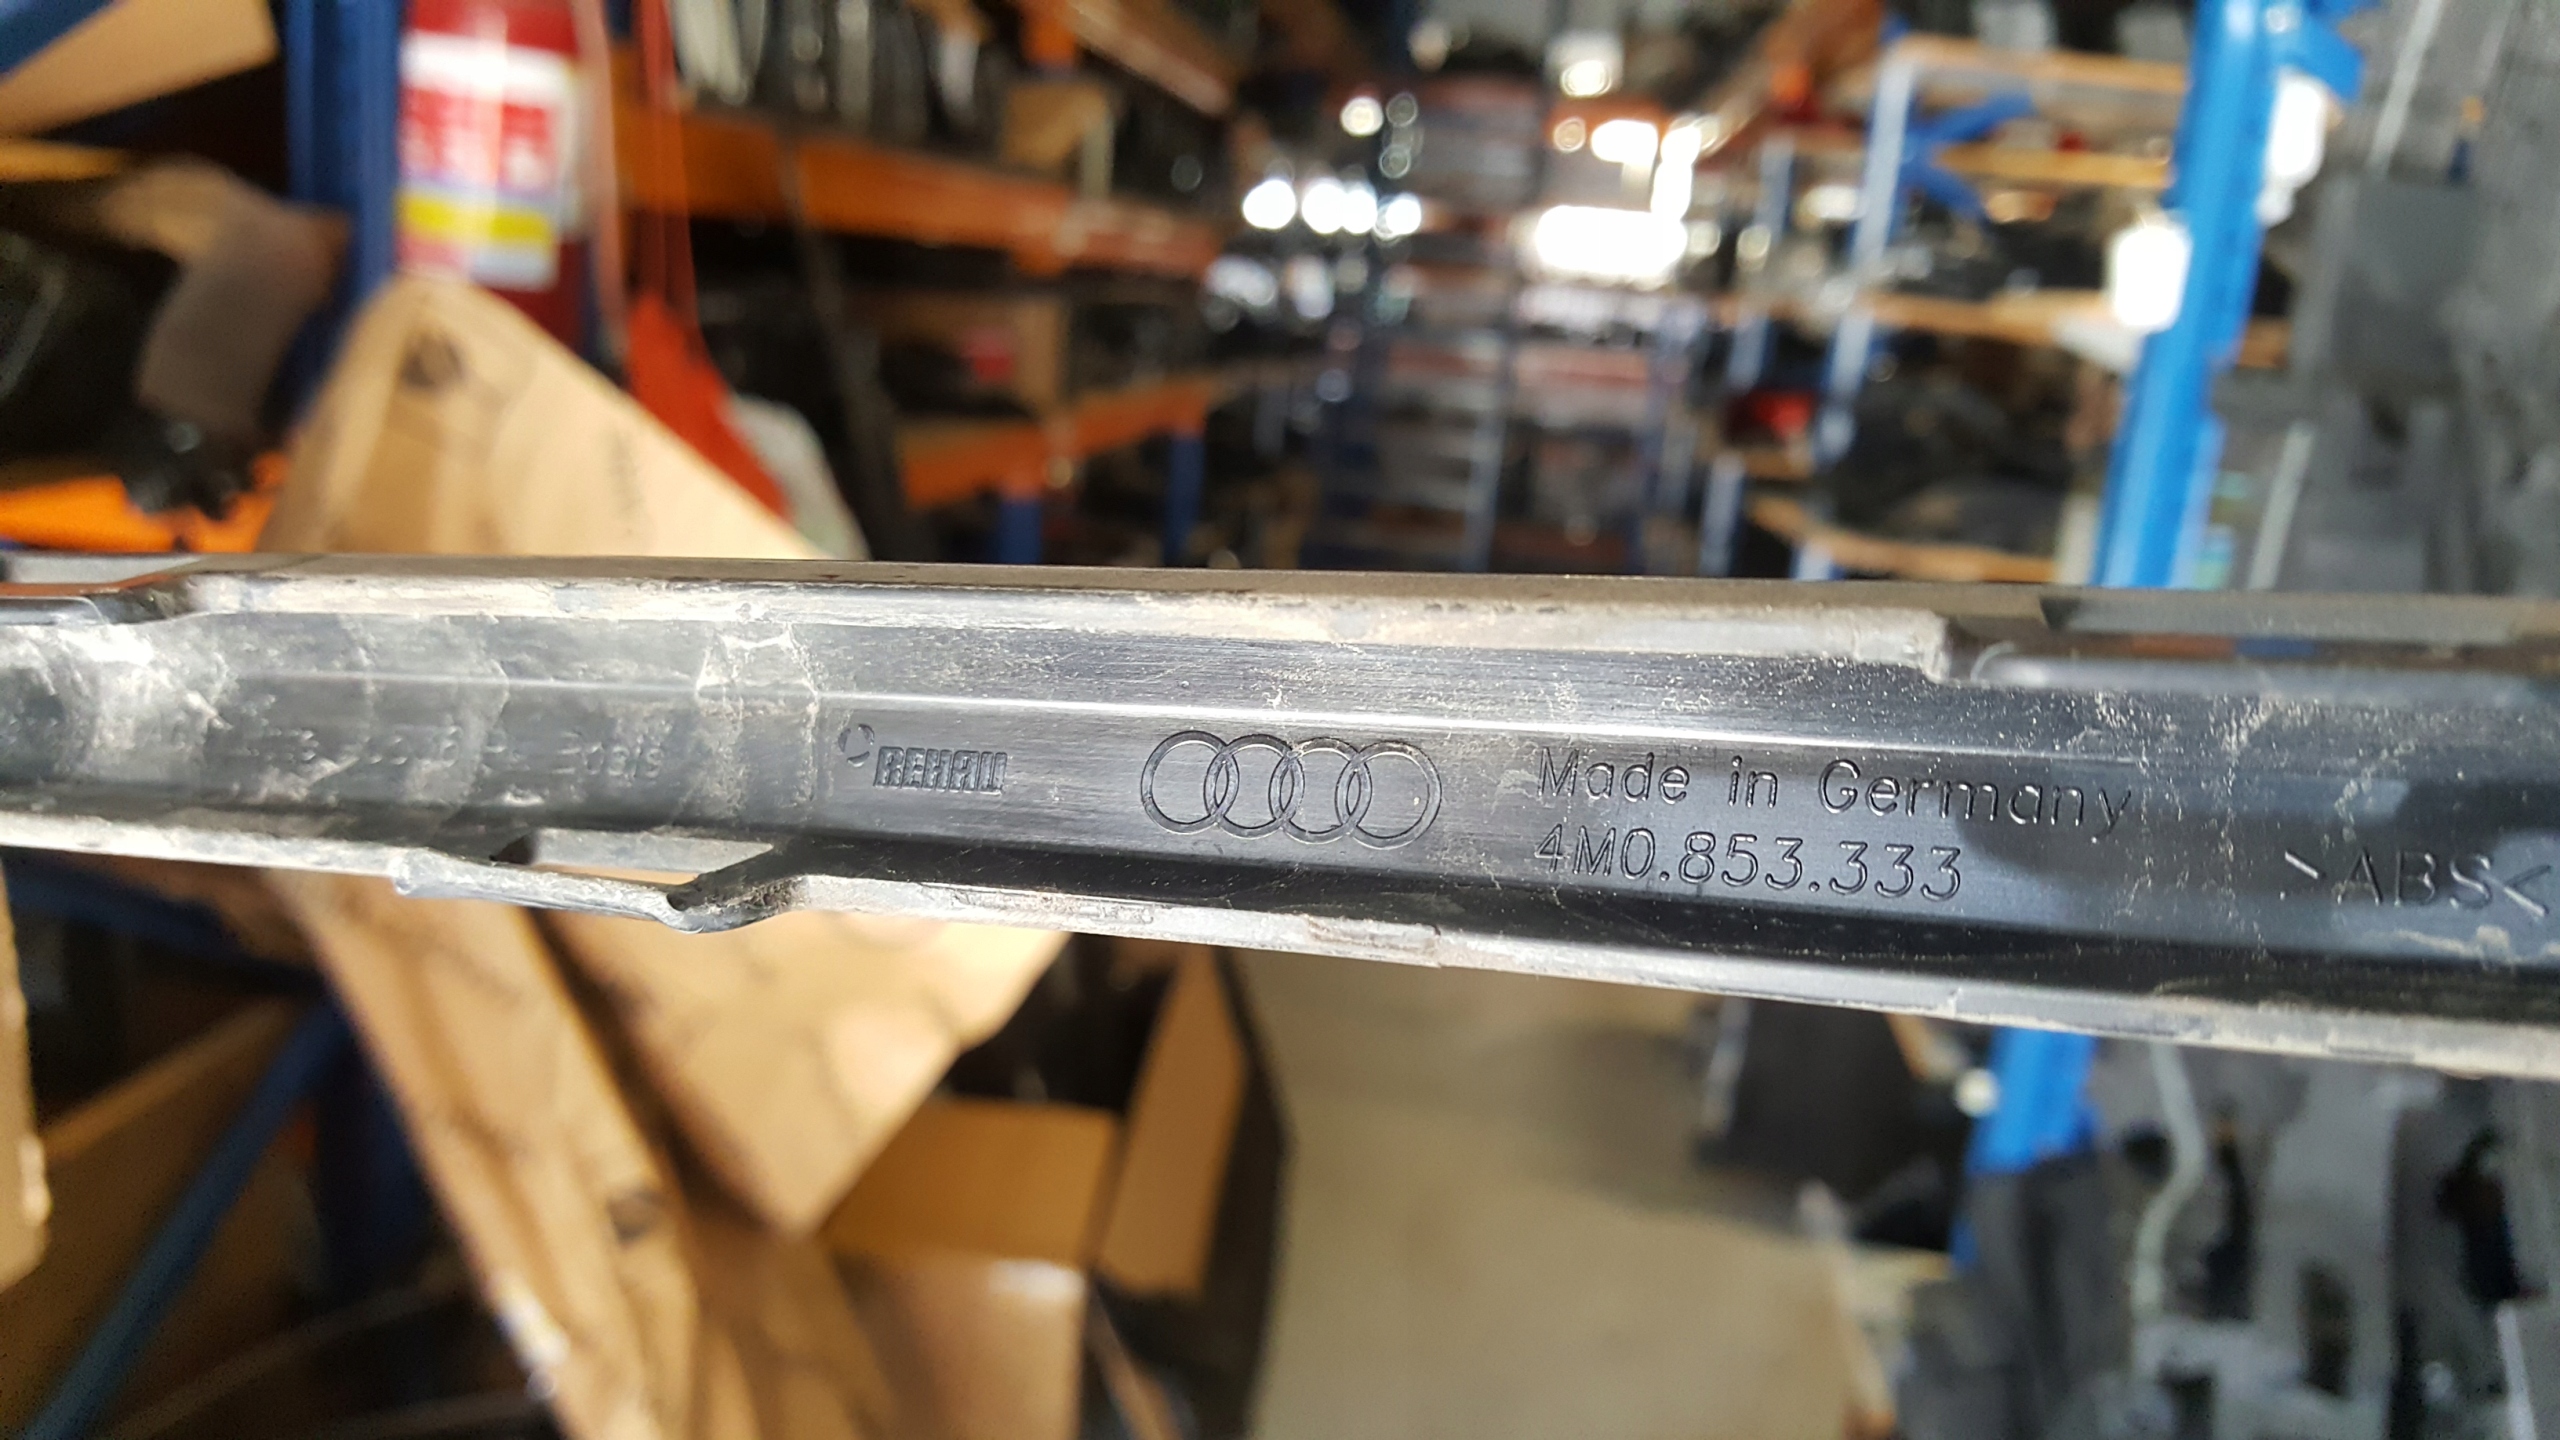 REHAU
Made in Germany
4M0.853.333
>ABS<